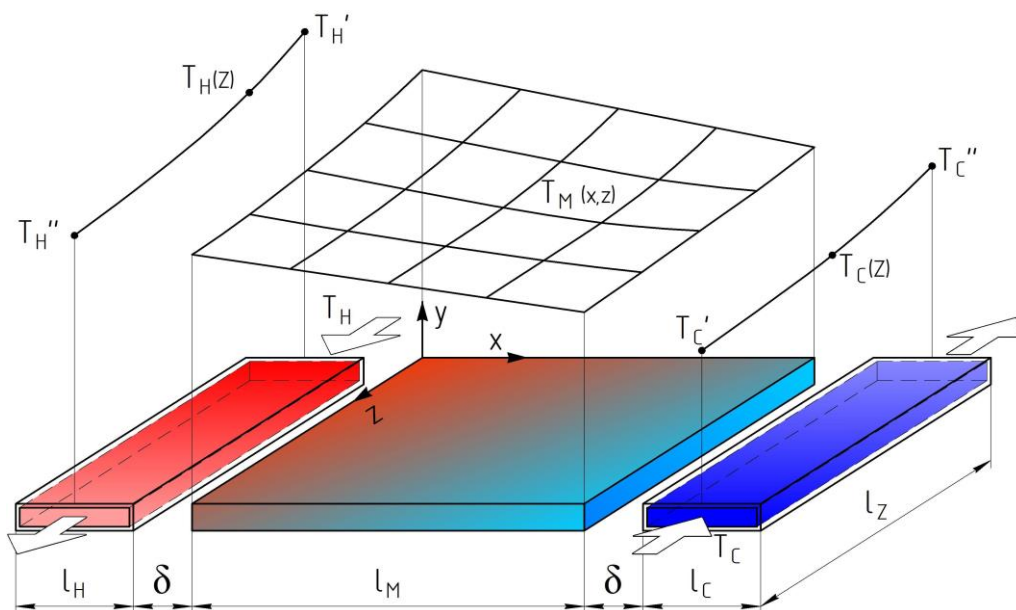 T_H'
T_H(Z)
T_C''
T_M (x,z)
T_H''
T_C(Z)
T_H
y
T_C'
x
z
l_Z
T_C
l_H
δ
l_M
δ
l_C